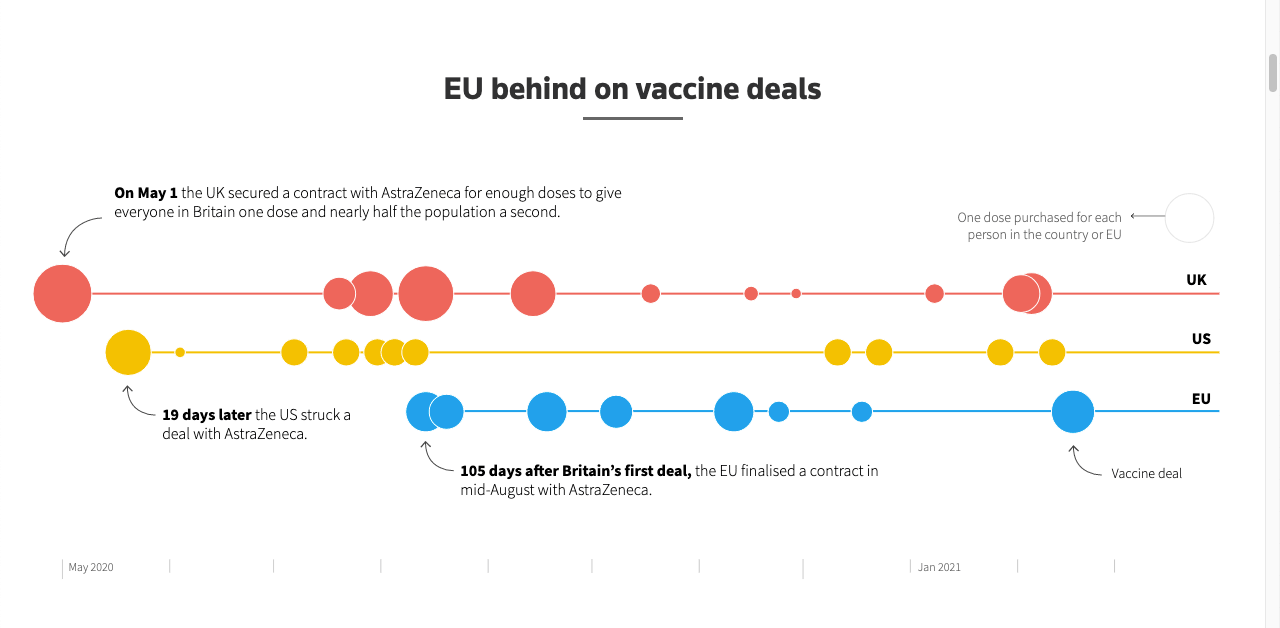 EU behind on vaccine deals
On May 1 the UK secured a contract with AstraZeneca for enough doses to give
everyone in Britain one dose and nearly half the population a second.
One dose purchased for each
person in the country or EU
UK
US
EU
19 days later the US struck a
deal with AstraZeneca.
105 days after Britain’s first deal, the EU finalised a contract in
mid-August with AstraZeneca.
Vaccine deal
May 2020
Jan 2021